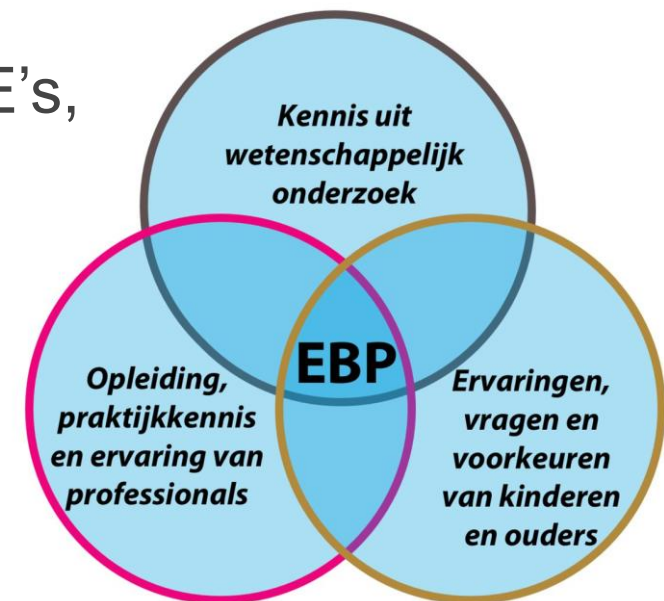 E's,
Kennis uit
wetenschappelijk
onderzoek
EBP
Opleiding,
praktijkkennis
en ervaring van
professionals
Ervaringen,
vragen en
voorkeuren
van kinderen
en ouders